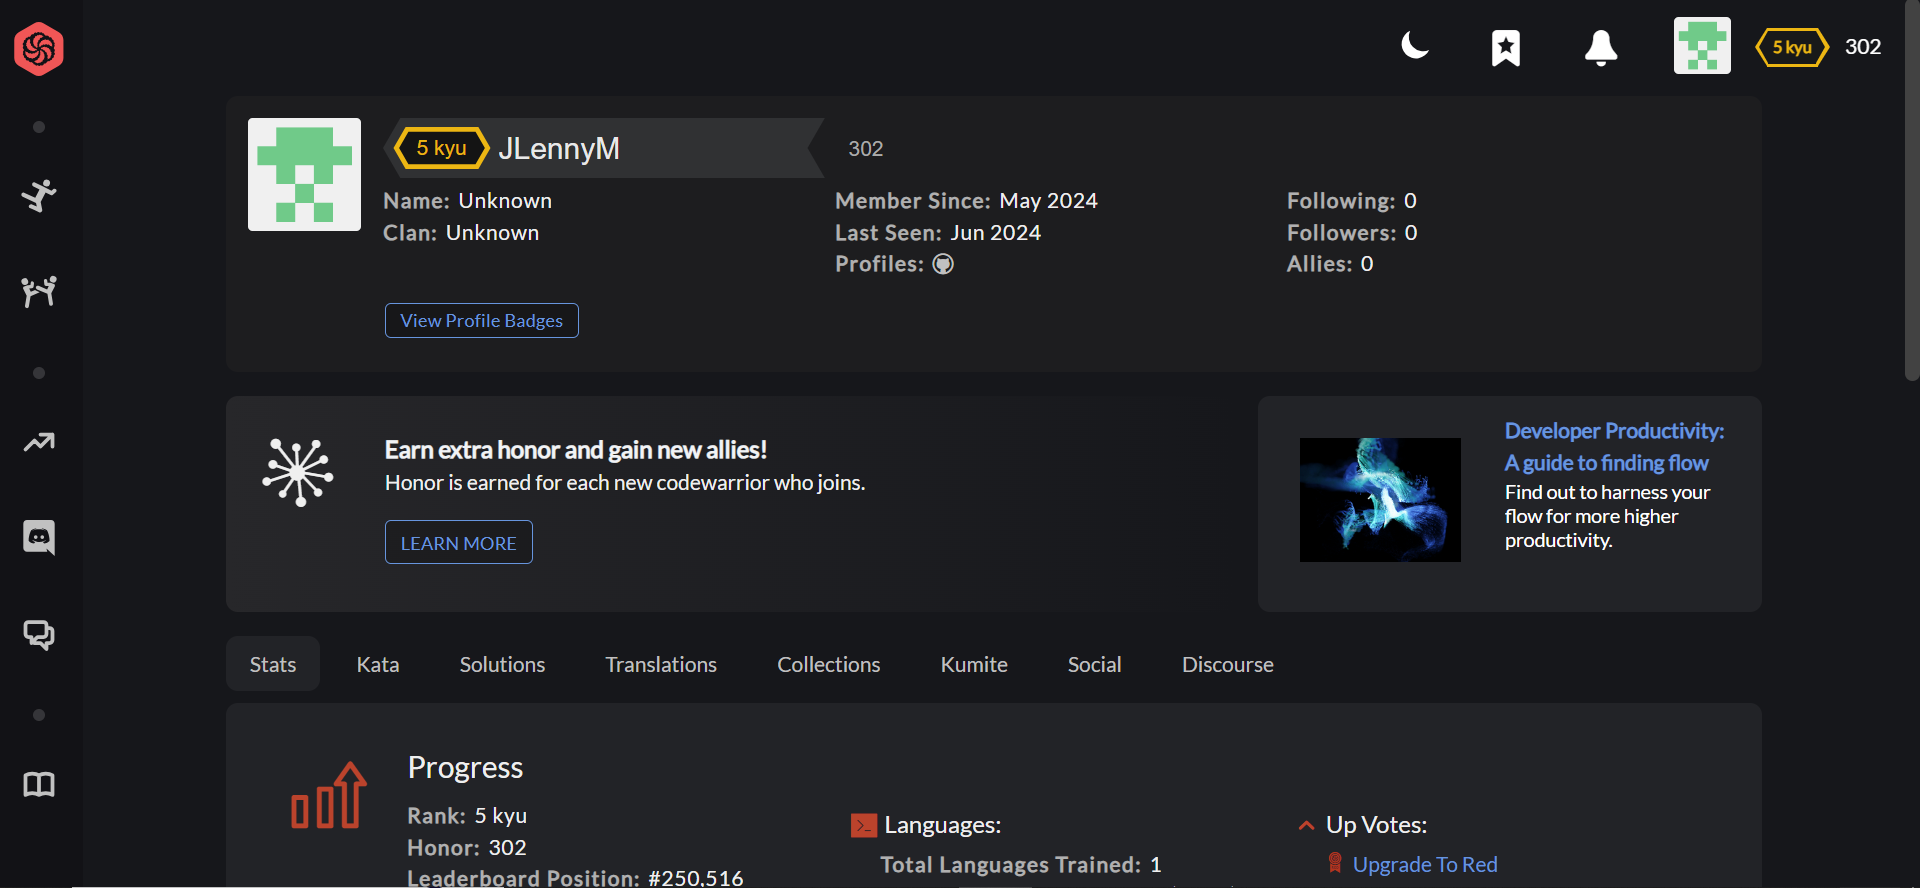 5 kyu 302
5 kyu JLennyM 302
Name: Unknown
Clan: Unknown
Member Since: May 2024
Last Seen: Jun 2024
Profiles:
Following: 0
Followers: 0
Allies: 0
View Profile Badges
Earn extra honor and gain new allies!
Honor is earned for each new codewarrior who joins.
LEARN MORE
Developer Productivity:
A guide to finding flow
Find out to harness your
flow for more higher
productivity.
Stats Kata Solutions Translations Collections Kumite Social Discourse
Progress
Rank: 5 kyu
Honor: 302
Leaderboard Position: #250,516
Languages:
Total Languages Trained: 1
Up Votes:
Upgrade To Red